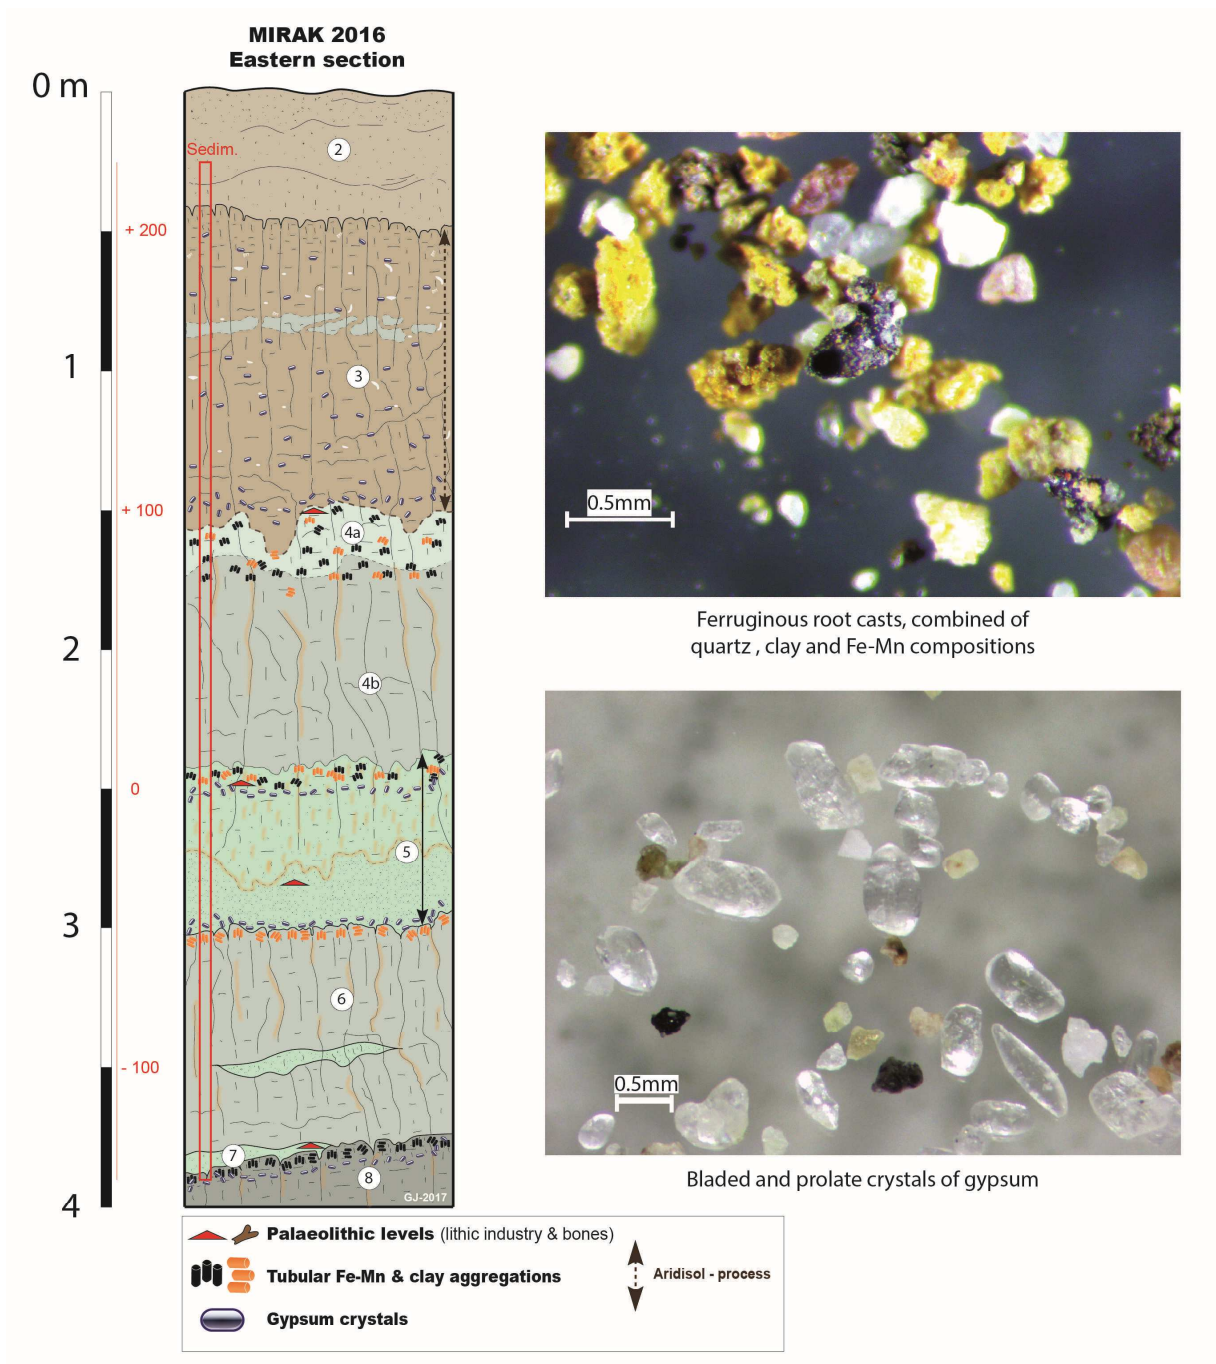 MIRAK 2016
Eastern section
0 m
Sedim.
2
+ 200
1
3
+ 100
4a
2
4b
0
5
3
6
- 100
7
8
4
GJ-2017
0.5mm
Ferruginous root casts, combined of
quartz , clay and Fe-Mn compositions
0.5mm
Bladed and prolate crystals of gypsum
Palaeolithic levels (lithic industry & bones)
Tubular Fe-Mn & clay aggregations
Aridisol - process
Gypsum crystals